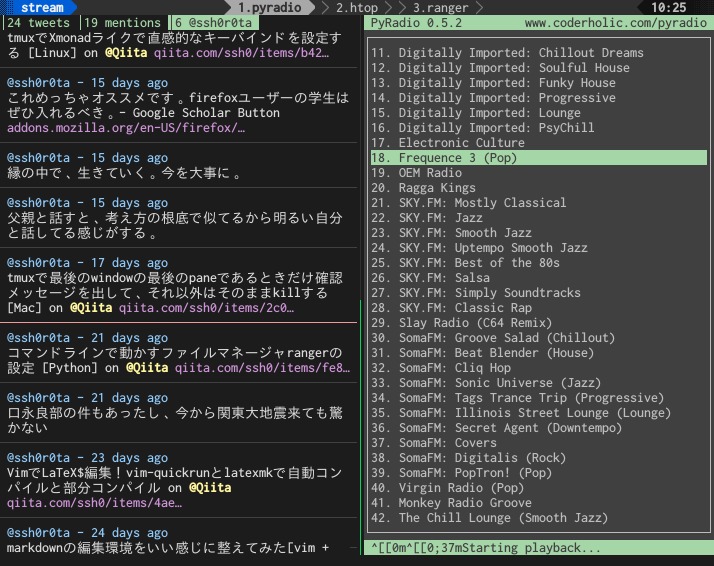 stream 1.pyradio 2.htop 3.ranger 10:25
24 tweets 19 mentions 6 @ssh0r0ta
tmuxでXmonadライクで直感的なキーバインドを設定す
る [Linux] on @Qiita qiita.com/ssh0/items/b42…
@ssh0r0ta - 15 days ago
これめっちゃオススメです。firefoxユーザーの学生は
ぜひ入れるべき。- Google Scholar Button
addons.mozilla.org/en-US/firefox/…
@ssh0r0ta - 15 days ago
縁の中で、生きていく。今を大事に。
@ssh0r0ta - 15 days ago
父親と話すと、考え方の根底で似てるから明るい自分
と話してる感じがする。
@ssh0r0ta - 17 days ago
tmuxで最後のwindowの最後のpaneであるときだけ確認
メッセージを出して、それ以外はそのままkillする
[Mac] on @Qiita qiita.com/ssh0/items/2c0…
@ssh0r0ta - 21 days ago
コマンドラインで動かすファイルマネージャrangerの
設定 [Python] on @Qiita qiita.com/ssh0/items/fe8…
@ssh0r0ta - 21 days ago
口永良部の件もあったし、今から関東大地震来ても驚
かない
@ssh0r0ta - 23 days ago
VimでLaTeX$編集！vim-quickrunとlatexmkで自動コン
パイルと部分コンパイル on @Qiita
qiita.com/ssh0/items/4ae…
@ssh0r0ta - 24 days ago
markdownの編集環境をいい感じに整えてみた[vim +
PyRadio 0.5.2 www.coderholic.com/pyradio
11. Digitally Imported: Chillout Dreams
12. Digitally Imported: Soulful House
13. Digitally Imported: Funky House
14. Digitally Imported: Progressive
15. Digitally Imported: Lounge
16. Digitally Imported: PsyChill
17. Electronic Culture
18. Frequence 3 (Pop)
19. OEM Radio
20. Ragga Kings
21. SKY.FM: Mostly Classical
22. SKY.FM: Jazz
23. SKY.FM: Smooth Jazz
24. SKY.FM: Uptempo Smooth Jazz
25. SKY.FM: Best of the 80s
26. SKY.FM: Salsa
27. SKY.FM: Simply Soundtracks
28. SKY.FM: Classic Rap
29. Slay Radio (C64 Remix)
30. SomaFM: Groove Salad (Chillout)
31. SomaFM: Beat Blender (House)
32. SomaFM: Cliq Hop
33. SomaFM: Sonic Universe (Jazz)
34. SomaFM: Tags Trance Trip (Progressive)
35. SomaFM: Illinois Street Lounge (Lounge)
36. SomaFM: Secret Agent (Downtempo)
37. SomaFM: Covers
38. SomaFM: Digitalis (Rock)
39. SomaFM: PopTron! (Pop)
40. Virgin Radio (Pop)
41. Monkey Radio Groove
42. The Chill Lounge (Smooth Jazz)
^[[0m^[[0;37mStarting playback...